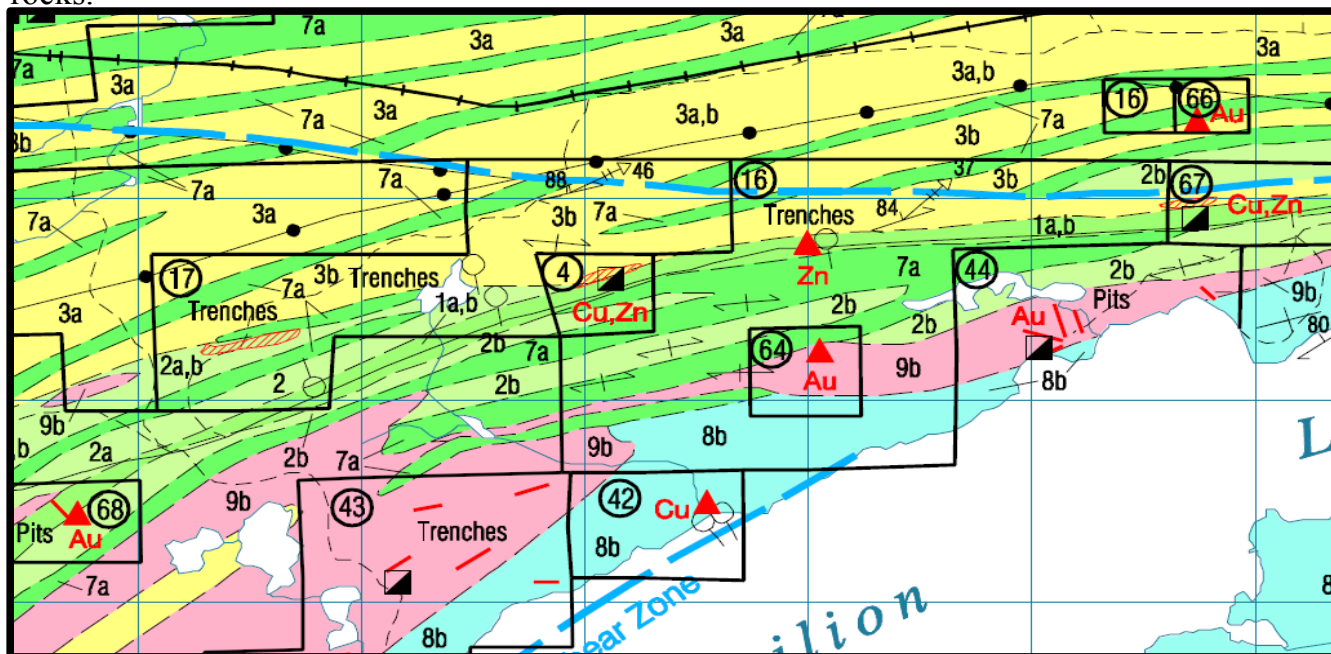 rocks.
7a
3a
3a
7a
3a
7a
3a
7a
3a
3a,b
3a,b
7a
16
66
Au
3b
3b
7a
7a
88
46
16
37
3b
2b
67
7a
3a
3b
7a
84
Trenches
Cu,Zn
1a,b
17
3b
Trenches
4
Zn
7a
44
2b
3a
7a
Trenches
1a,b
Cu,Zn
2b
2b
Au
Pits
9b
80
2a,b
2
2b
7a
2b
64
Au
9b
8b
9b
2a
2b
7a
9b
8b
,b
68
Pits
Au
9b
43
Trenches
42
Cu
8b
7a
8b
8
ear Zone
ilion
L